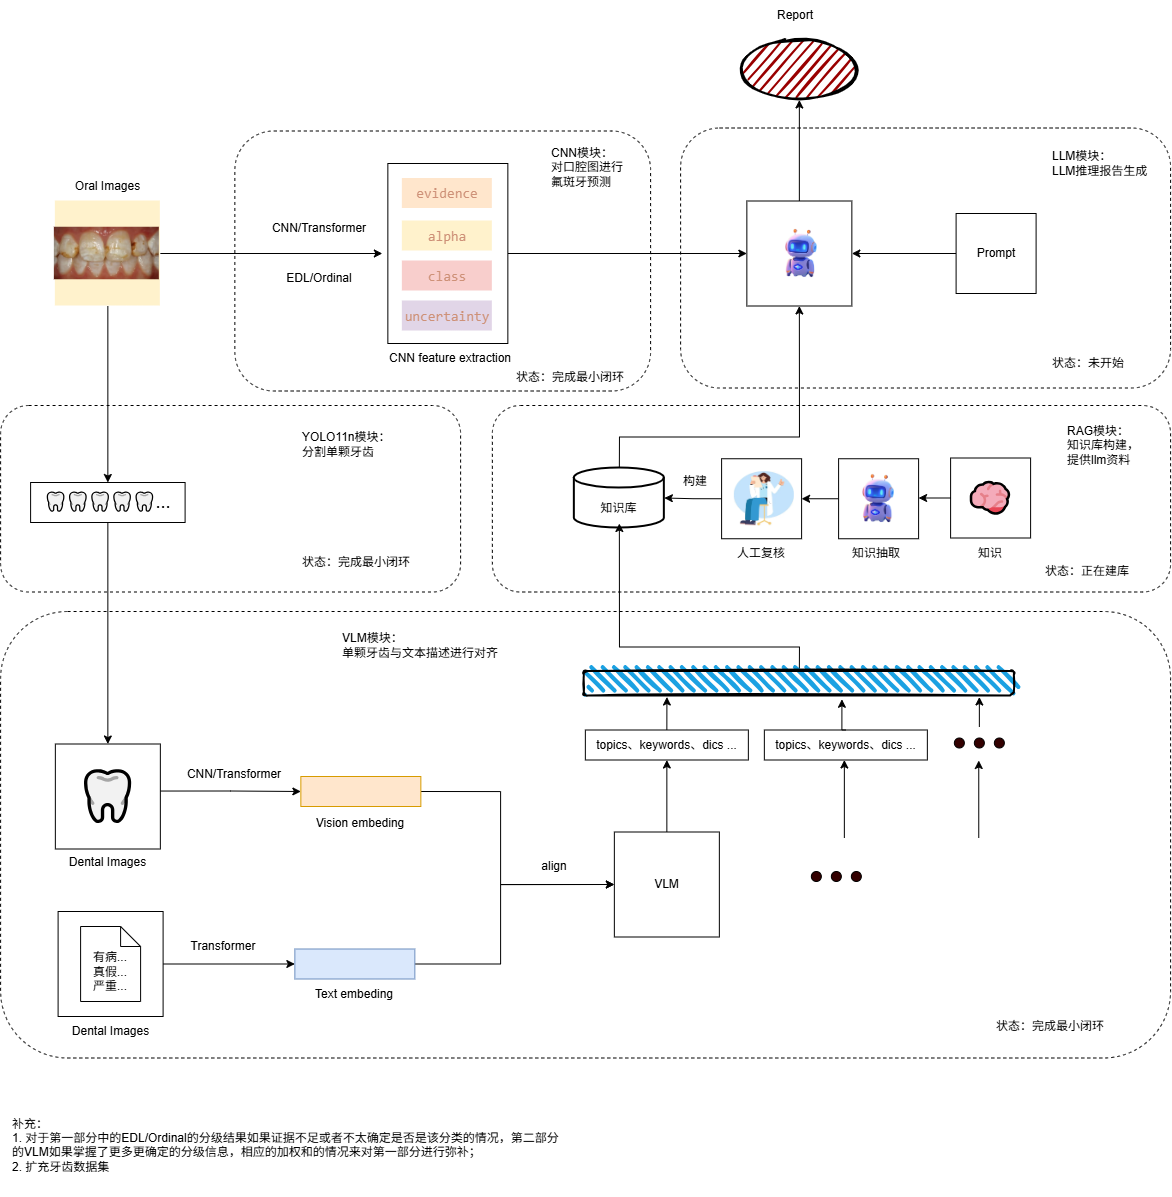 Report
CNN模块：
对口腔图进行
氟斑牙预测
LLM模块：
LLM推理报告生成
Oral Images
evidence
CNN/Transformer
alpha
Prompt
EDL/Ordinal
class
uncertainty
CNN feature extraction
状态：完成最小闭环
状态：未开始
YOLO11n模块：
分割单颗牙齿
RAG模块：
知识库构建，
提供llm资料
构建
知识库
...
人工复核
知识抽取
知识
状态：完成最小闭环
状态：正在建库
VLM模块：
单颗牙齿与文本描述进行对齐
topics、keywords、dics ...
topics、keywords、dics ...
CNN/Transformer
Vision embeding
Dental Images
align
VLM
Transformer
有病...
真假...
严重...
Text embeding
Dental Images
状态：完成最小闭环
补充：
1. 对于第一部分中的EDL/Ordinal的分级结果如果证据不足或者不太确定是否是该分类的情况，第二部分
的VLM如果掌握了更多更确定的分级信息，相应的加权和的情况来对第一部分进行弥补；
2. 扩充牙齿数据集